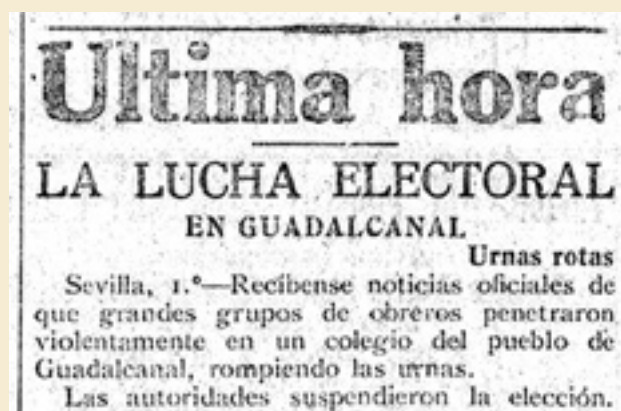 Ultima hora
LA LUCHA ELECTORAL
EN GUADALCANAL
Urnas rotas
Sevilla, 1.º—Recíbense noticias oficiales de
que grandes grupos de obreros penetraron
violentamente en un colegio del pueblo de
Guadalcanal, rompiendo las urnas.
Las autoridades suspendieron la elección.